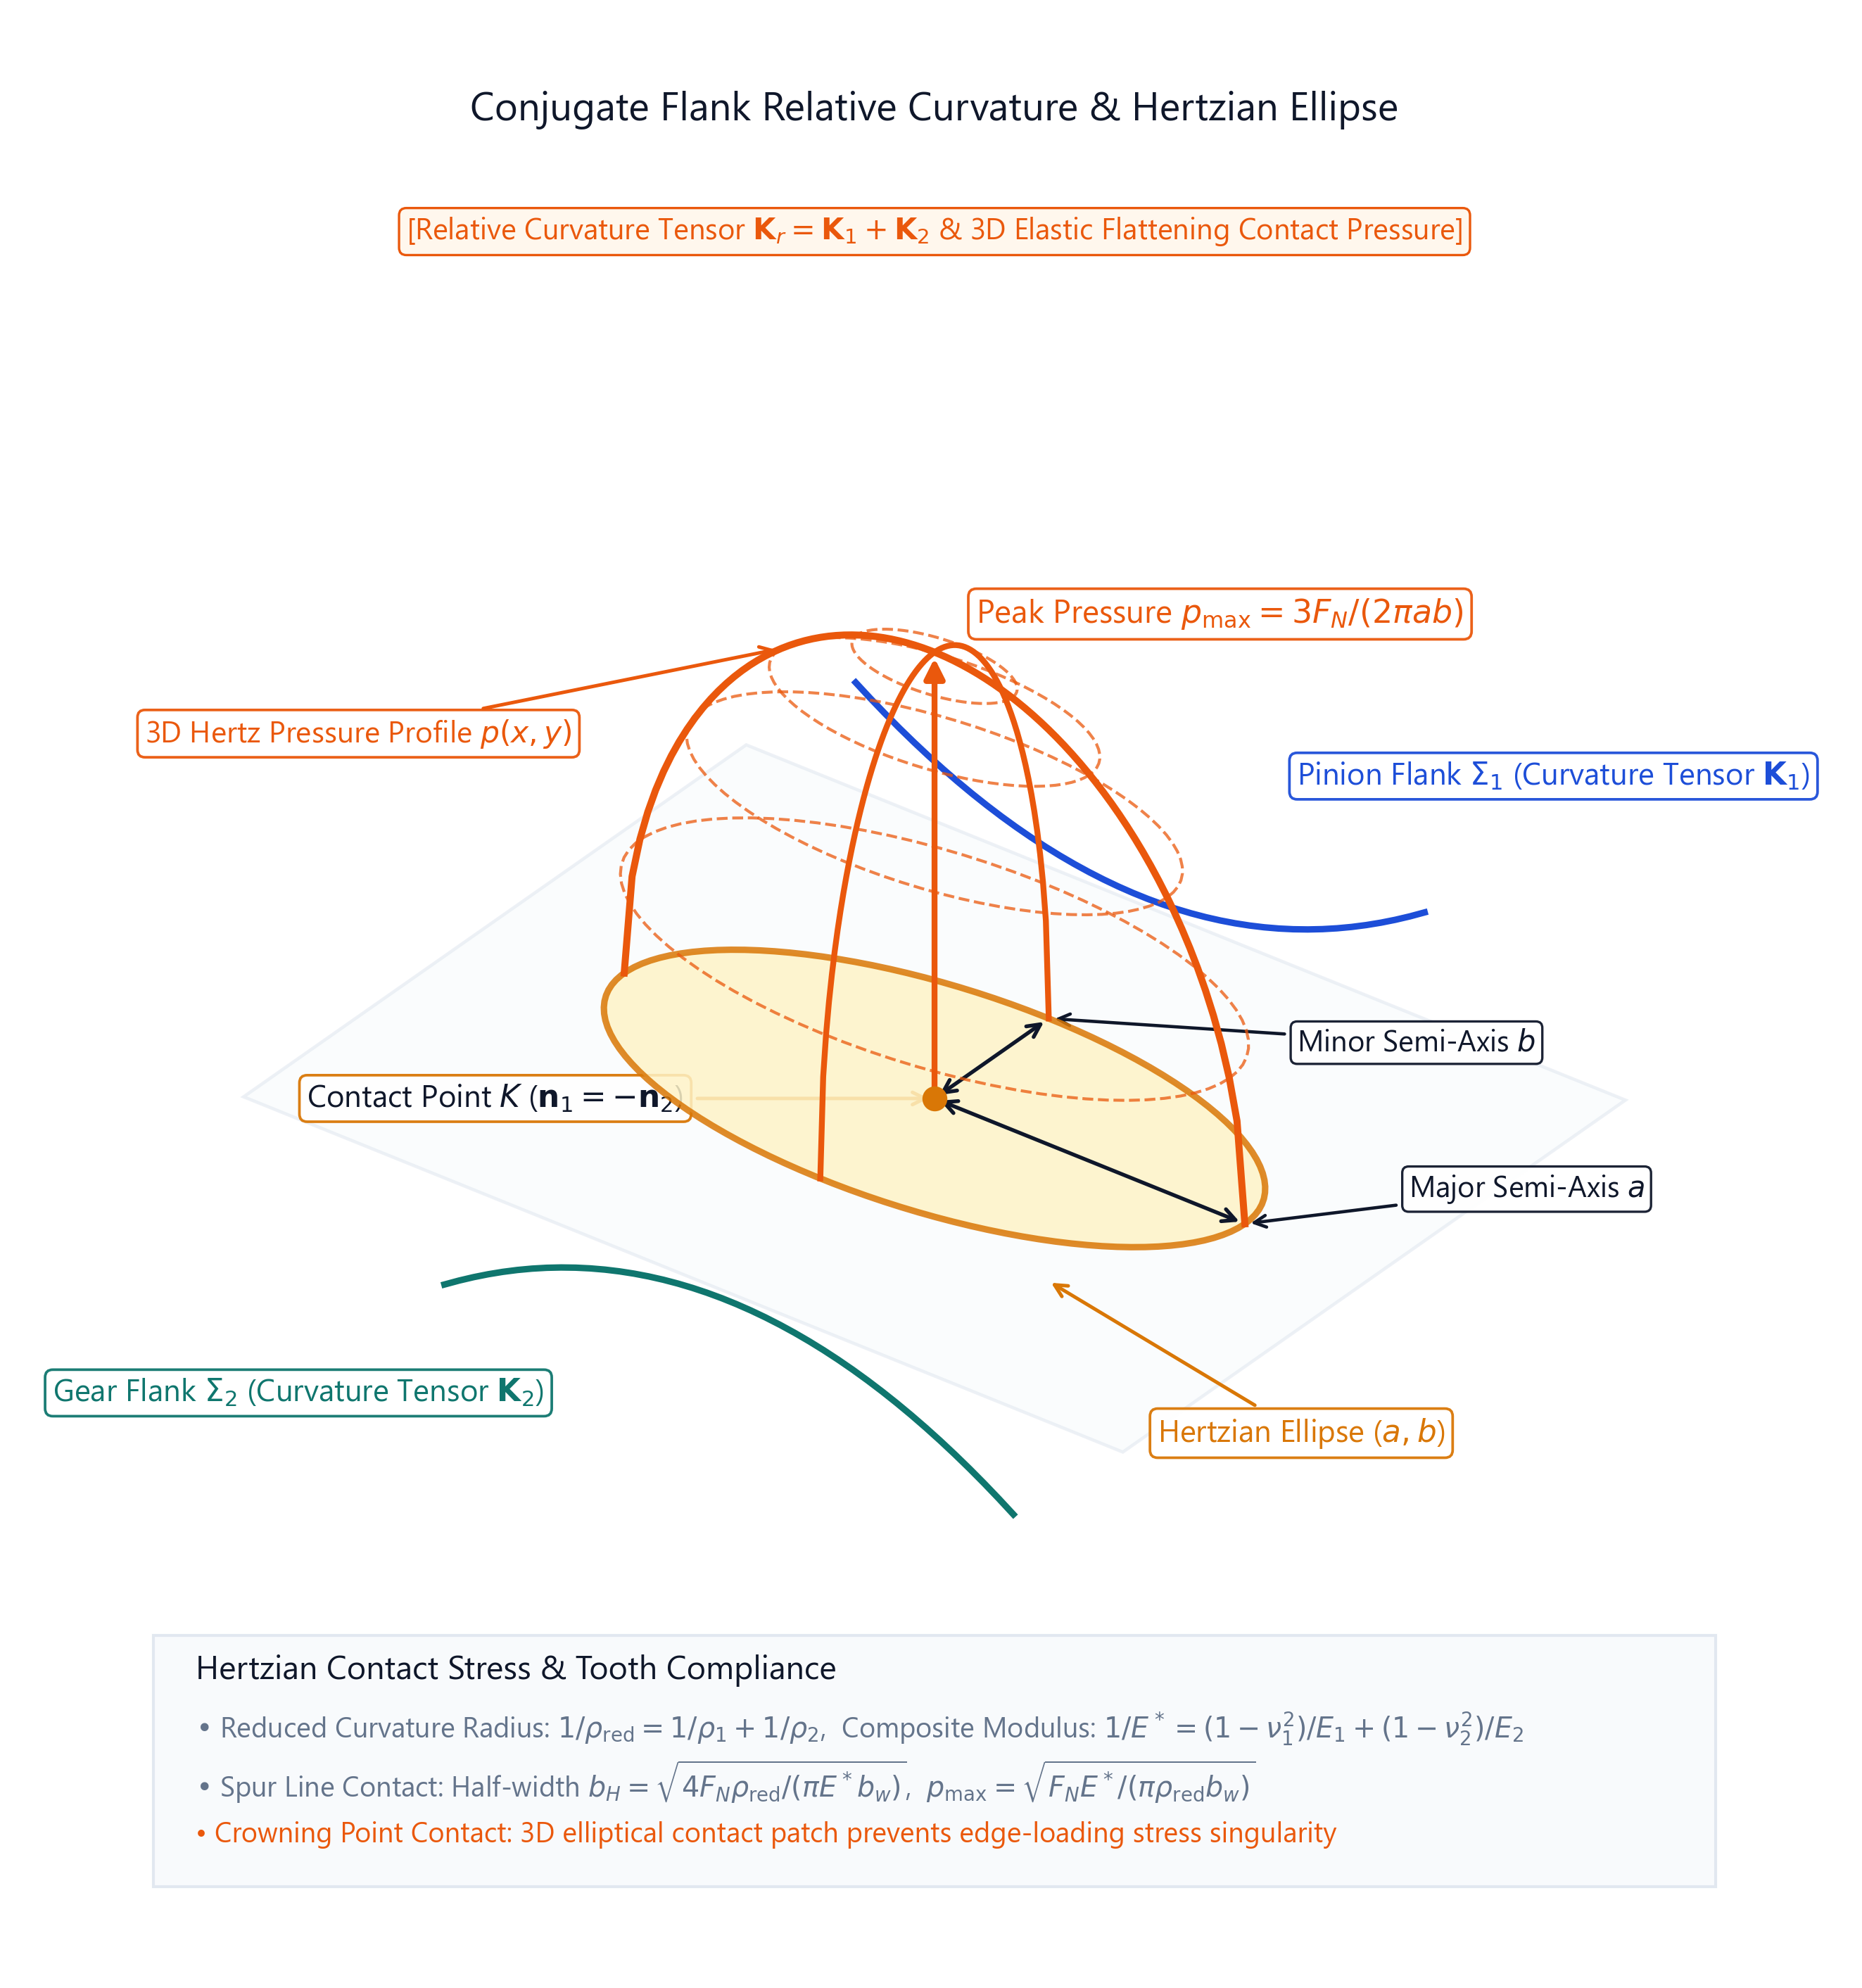 Conjugate Flank Relative Curvature & Hertzian Ellipse
[Relative Curvature Tensor K_r = K_1 + K_2 & 3D Elastic Flattening Contact Pressure]
Peak Pressure p_max = 3F_N/(2πab)
3D Hertz Pressure Profile p(x, y)
Pinion Flank Σ_1 (Curvature Tensor K_1)
Minor Semi-Axis b
Contact Point K (n_1 = −n_2)
Major Semi-Axis a
Gear Flank Σ_2 (Curvature Tensor K_2)
Hertzian Ellipse (a, b)
Hertzian Contact Stress & Tooth Compliance
• Reduced Curvature Radius: 1/ρ_red = 1/ρ_1 + 1/ρ_2, Composite Modulus: 1/E* = (1 − ν_1^2)/E_1 + (1 − ν_2^2)/E_2
• Spur Line Contact: Half-width b_H = √(4F_N ρ_red/(πE* b_w)), p_max = √(F_N E*/(πρ_red b_w))
• Crowning Point Contact: 3D elliptical contact patch prevents edge-loading stress singularity